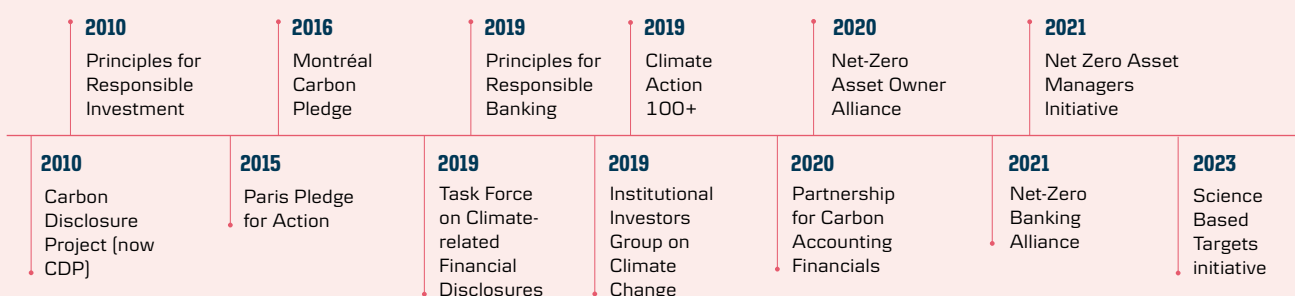 2010
Principles for
Responsible
Investment
2016
Montréal
Carbon
Pledge
2019
Principles for
Responsible
Banking
2019
Climate
Action
100+
2020
Net-Zero
Asset Owner
Alliance
2021
Net Zero Asset
Managers
Initiative
2010
Carbon
Disclosure
Project (now
CDP)
2015
Paris Pledge
for Action
2019
Task Force
on Climate-
related
Financial
Disclosures
2019
Institutional
Investors
Group on
Climate
Change
2020
Partnership
for Carbon
Accounting
Financials
2021
Net-Zero
Banking
Alliance
2023
Science
Based
Targets
initiative